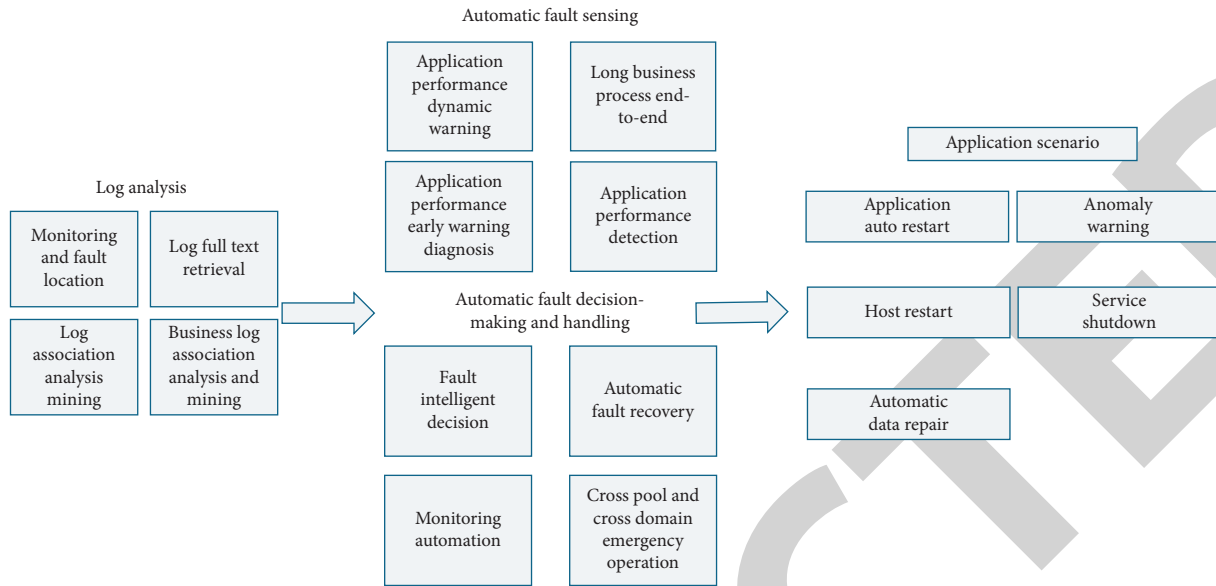 Log analysis
Monitoring
and fault
location
Log full text
retrieval
Log
association
analysis
mining
Business log
association
analysis and
mining
Automatic fault sensing
Application
performance
dynamic
warning
Long business
process end-
to-end
Application
performance
early warning
diagnosis
Application
performance
detection
Automatic fault decision-
making and handling
Fault
intelligent
decision
Automatic
fault recovery
Monitoring
automation
Cross pool and
cross domain
emergency
operation
Application scenario
Application
auto restart
Anomaly
warning
Host restart
Service
shutdown
Automatic
data repair
CTED